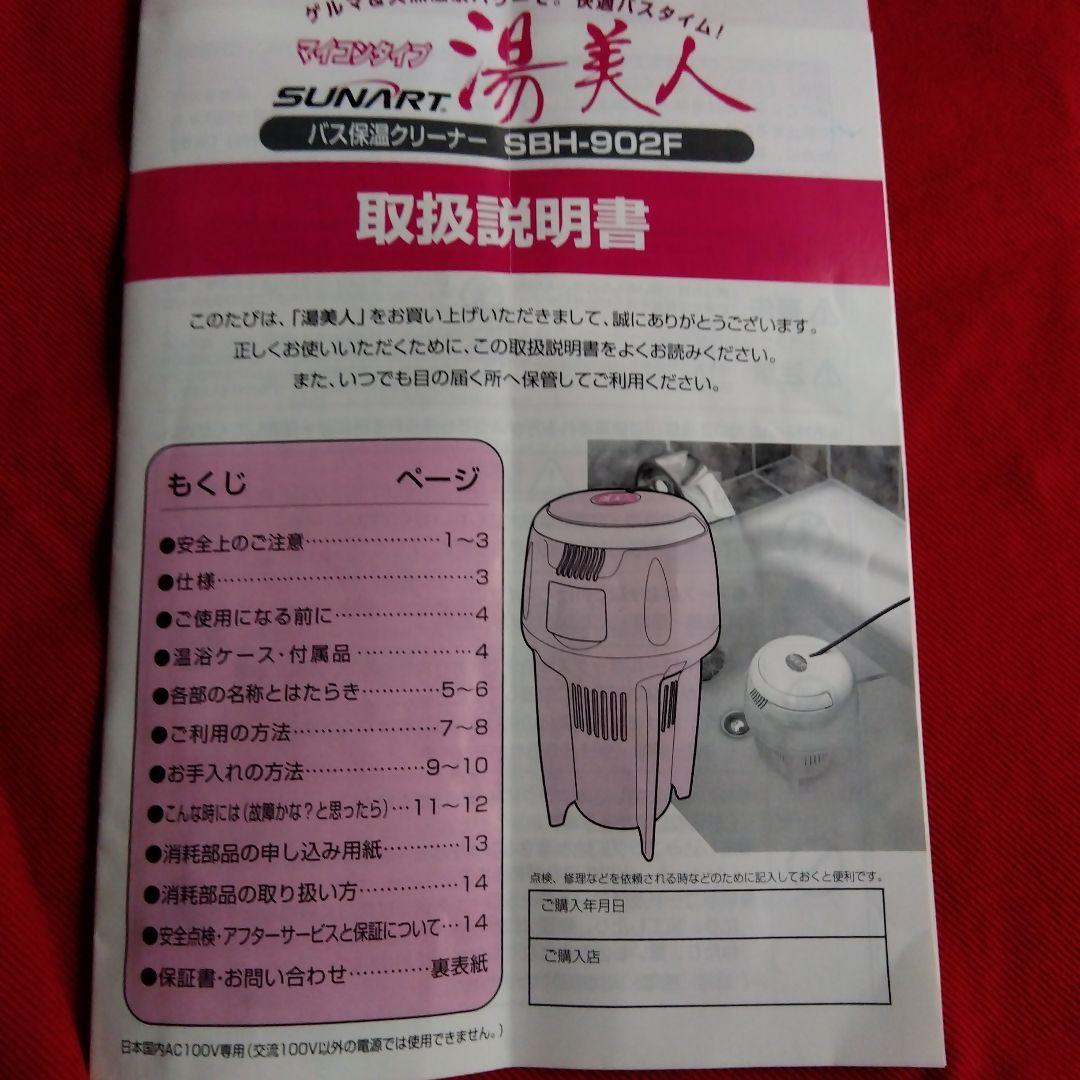 快適バスタイム!
マイコンタイプ
湯美人
SUNART
バス保温クリーナー SBH-902F
取扱説明書
このたびは、「湯美人」をお買い上げいただきまして、誠にありがとうございます。
正しくお使いいただくために、この取扱説明書をよくお読みください。
また、いつでも目の届く所へ保管してご利用ください。
もくじ ページ
●安全上のご注意……………………1〜3
●仕様……………………………………3
●ご使用になる前に……………………4
●温浴ケース・付属品………………4
●各部の名称とはたらき…………5〜6
●ご利用の方法……………………7〜8
●お手入れの方法………………9〜10
●こんな時には(故障かな?と思ったら)…11〜12
●消耗部品の申し込み用紙…………13
●消耗部品の取り扱い方……………14
●安全点検・アフターサービスと保証について…14
●保証書・お問い合わせ…………裏表紙
点検、修理などを依頼される時などのために記入しておくと便利です。
ご購入年月日
ご購入店
日本国内AC100V専用(交流100V以外の電源では使用できません。)